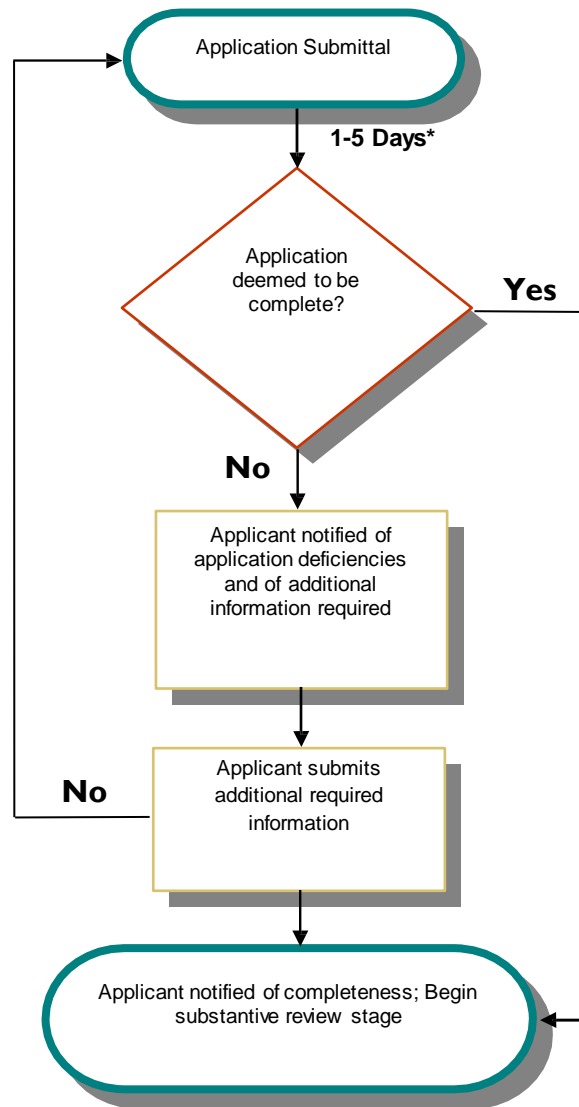 Application Submittal
1-5 Days*
Application
deemed to be
complete?
Yes
No
Applicant notified of
application deficiencies
and of additional
information required
Applicant submits
additional required
information
No
Applicant notified of completeness; Begin
substantive review stage